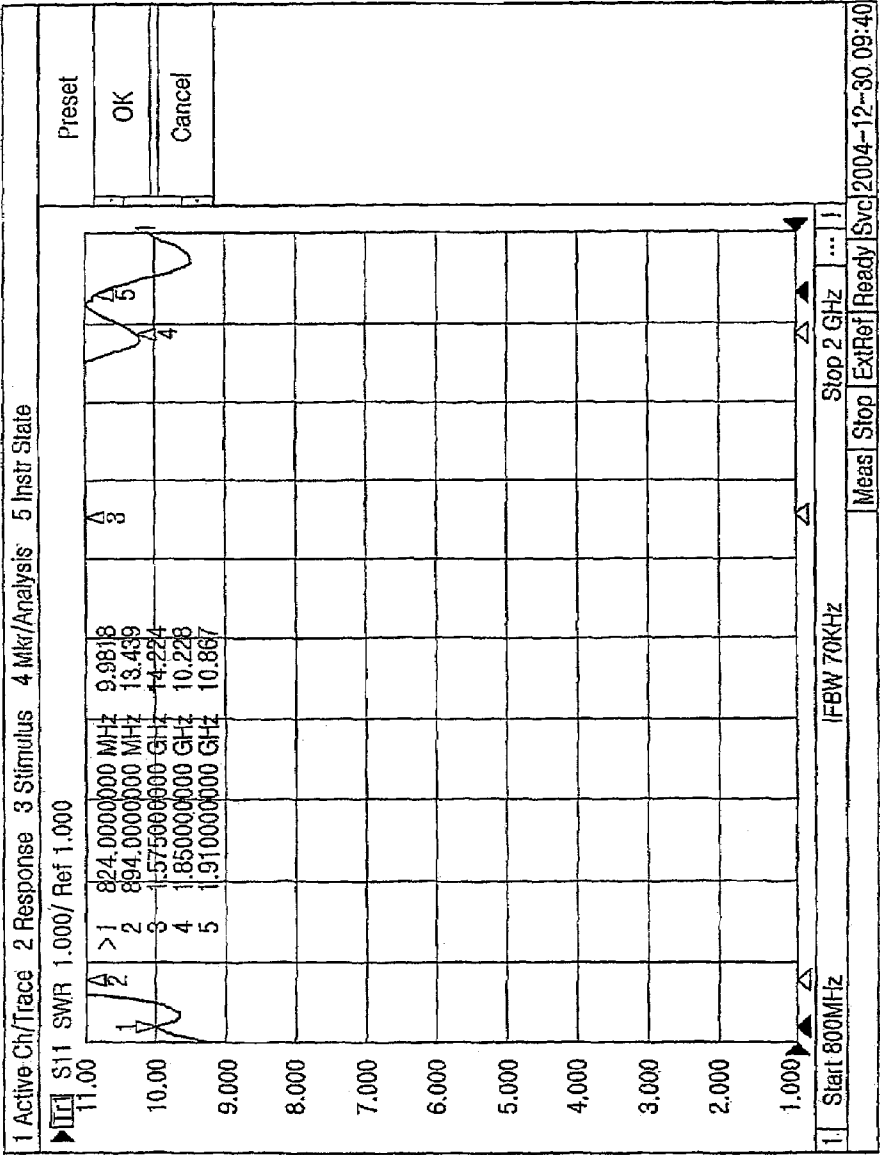 1 Active Ch/Trace 2 Response 3 Stimulus 4 Mkr/Analysis 5 Instr State
Tr1 S11 SWR 1.000/ Ref 1.000
Preset
OK
Cancel
>1 824.0000000 MHz 9.9818
2 894.0000000 MHz 13.439
3 1.575000000 GHz 14.224
4 1.850000000 GHz 10.228
5 1.910000000 GHz 10.867
11.00
10.00
9.000
8.000
7.000
6.000
5.000
4.000
3.000
2.000
1.000
1
2
3
4
5
1 Start 800MHz IFBW 70KHz Stop 2 GHz ... !
Meas Stop ExtRef Ready Svc 2004-12-30 09:40